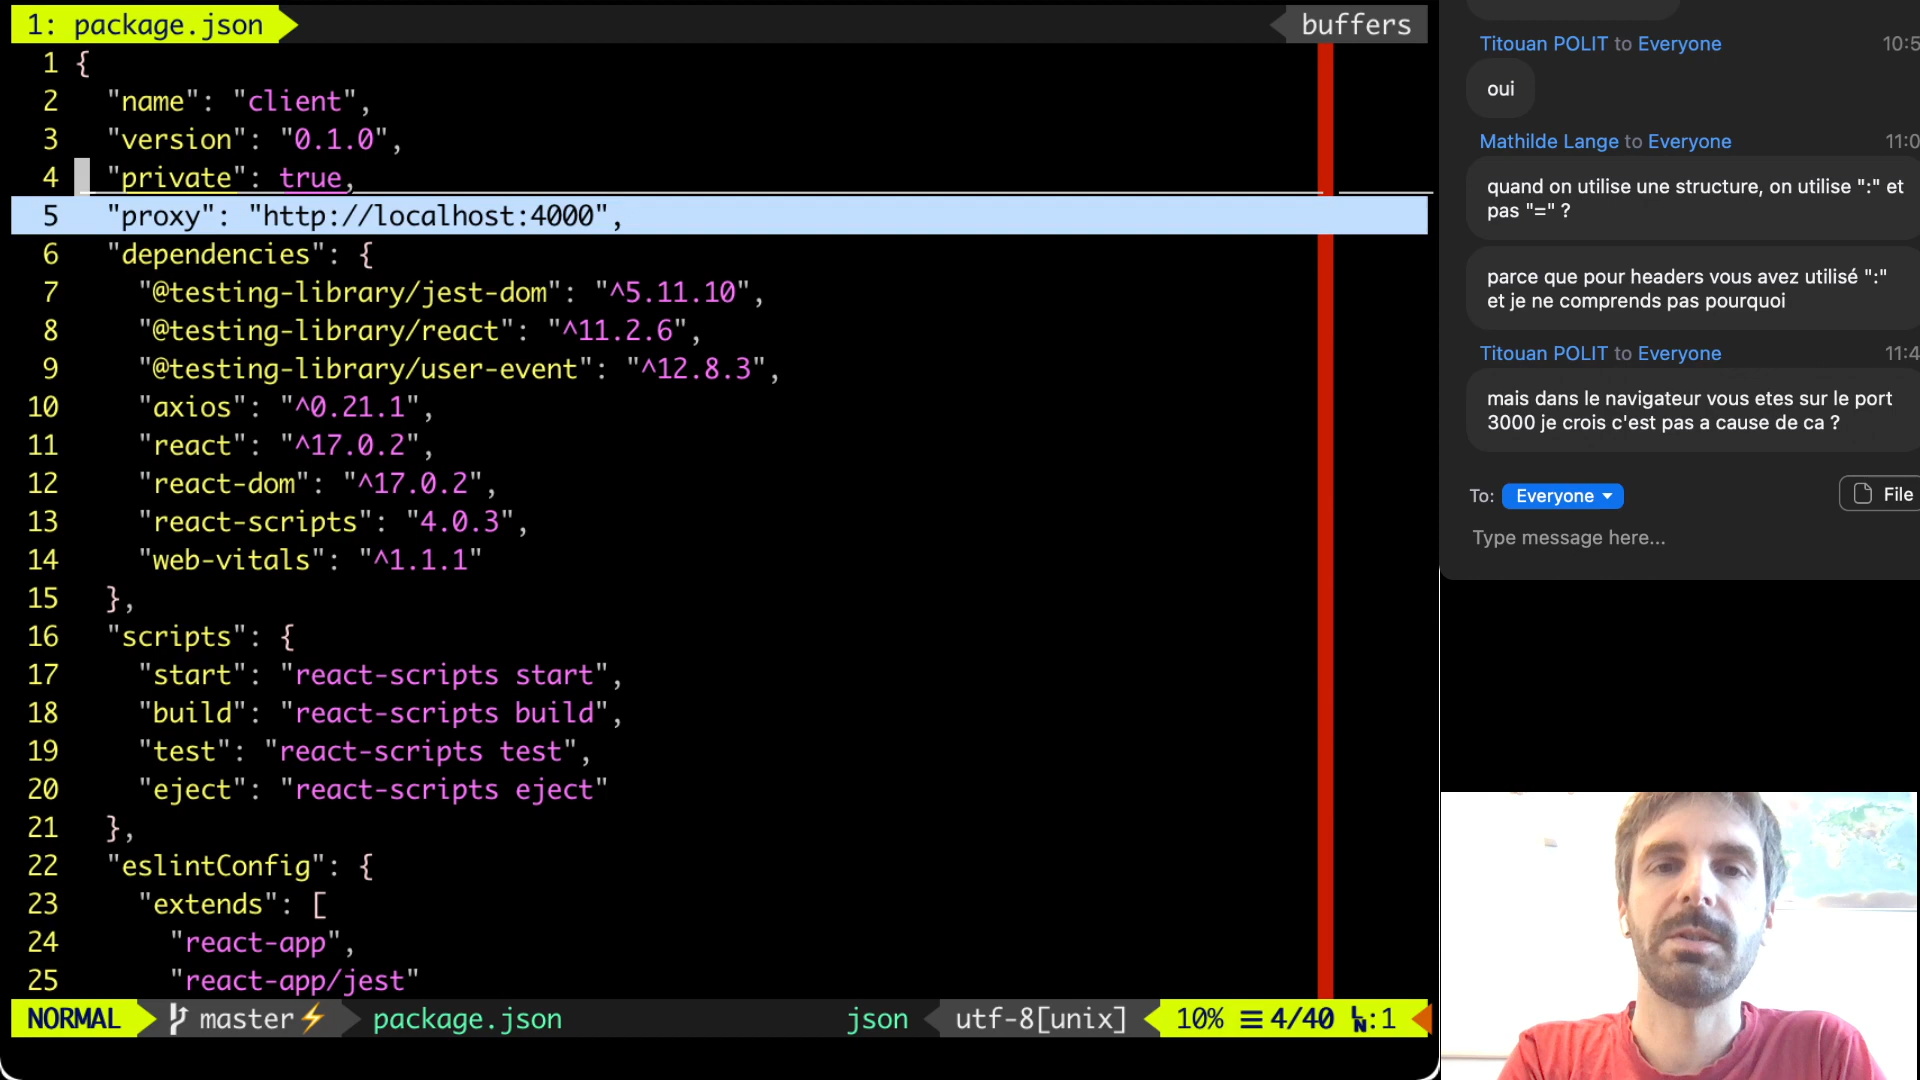 1: package.json
buffers
1 {
2 "name": "client",
3 "version": "0.1.0",
4 "private": true,
5 "proxy": "http://localhost:4000",
6 "dependencies": {
7 "@testing-library/jest-dom": "^5.11.10",
8 "@testing-library/react": "^11.2.6",
9 "@testing-library/user-event": "^12.8.3",
10 "axios": "^0.21.1",
11 "react": "^17.0.2",
12 "react-dom": "^17.0.2",
13 "react-scripts": "4.0.3",
14 "web-vitals": "^1.1.1"
15 },
16 "scripts": {
17 "start": "react-scripts start",
18 "build": "react-scripts build",
19 "test": "react-scripts test",
20 "eject": "react-scripts eject"
21 },
22 "eslintConfig": {
23 "extends": [
24 "react-app",
25 "react-app/jest"
NORMAL master⚡ package.json json utf-8[unix] 10% ☰ 4/40 LN:1
Titouan POLIT to Everyone 10:5
oui
Mathilde Lange to Everyone 11:0
quand on utilise une structure, on utilise ":" et
pas "=" ?
parce que pour headers vous avez utilisé ":"
et je ne comprends pas pourquoi
Titouan POLIT to Everyone 11:4
mais dans le navigateur vous etes sur le port
3000 je crois c'est pas a cause de ca ?
To: Everyone
File
Type message here...